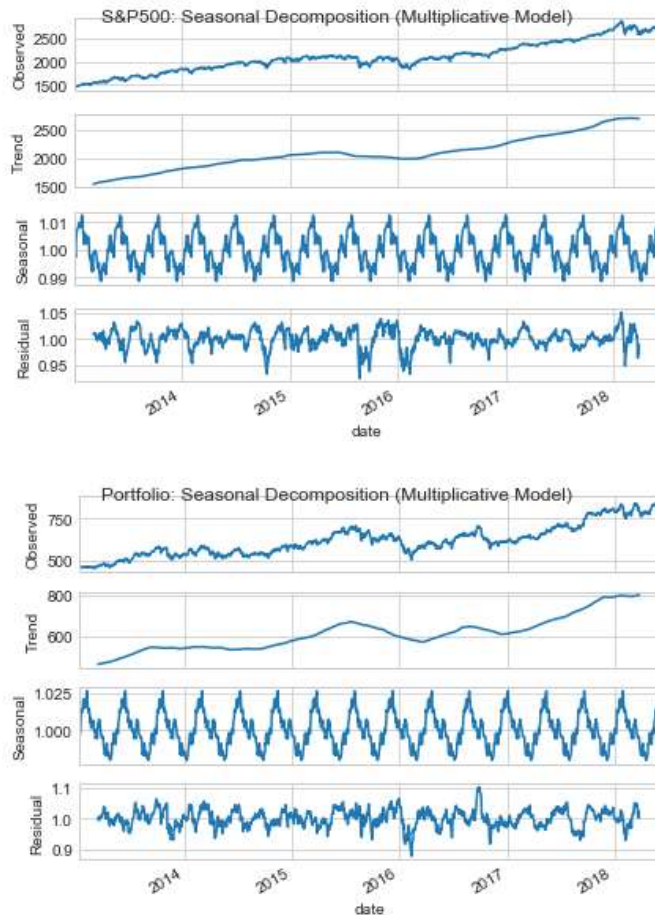 S&P500: Seasonal Decomposition (Multiplicative Model)
2500
2000
1500
Observed
2500
2000
1500
Trend
1.01
1.00
0.99
Seasonal
1.05
1.00
0.95
Residual
2014
2015
2016
2017
2018
date
Portfolio: Seasonal Decomposition (Multiplicative Model)
750
500
Observed
800
600
Trend
1.025
1.000
Seasonal
1.1
1.0
0.9
Residual
2014
2015
2016
2017
2018
date